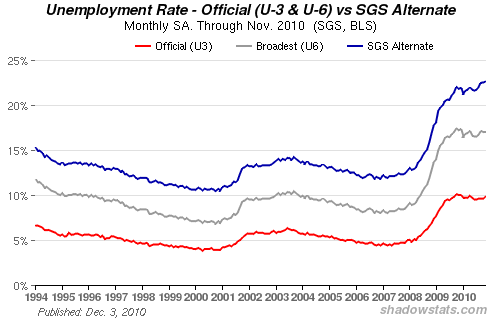 Unemployment Rate - Official (U-3 & U-6) vs SGS Alternate
Monthly SA. Through Nov. 2010 (SGS, BLS)
Official (U3) Broadest (U6) SGS Alternate
25%
20%
15%
10%
5%
0%
1994 1995 1996 1997 1998 1999 2000 2001 2002 2003 2004 2005 2006 2007 2008 2009 2010
Published: Dec. 3, 2010
shadowstats.com